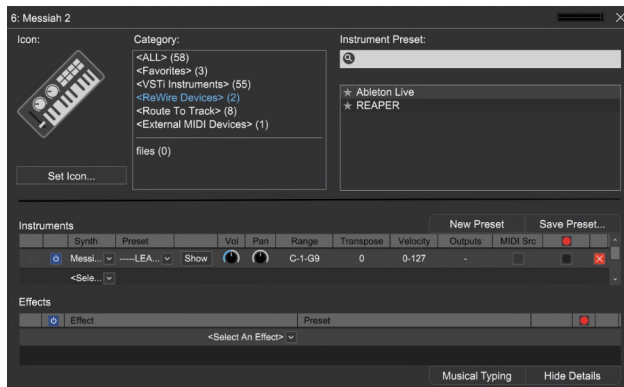 6: Messiah 2
Icon:
Category:
Instrument Preset:
<ALL> (58)
<Favorites> (3)
<VSTi Instruments> (55)
<ReWire Devices> (2)
<Route To Track> (8)
<External MIDI Devices> (1)
files (0)
★ Ableton Live
★ REAPER
Set Icon...
New Preset
Save Preset...
Instruments
Synth Preset Vol Pan Range Transpose Velocity Outputs MIDI Src
Messi... -----LEA... Show C-1-G9 0 0-127 -
<Sele...
Effects
Effect Preset
<Select An Effect>
Musical Typing
Hide Details